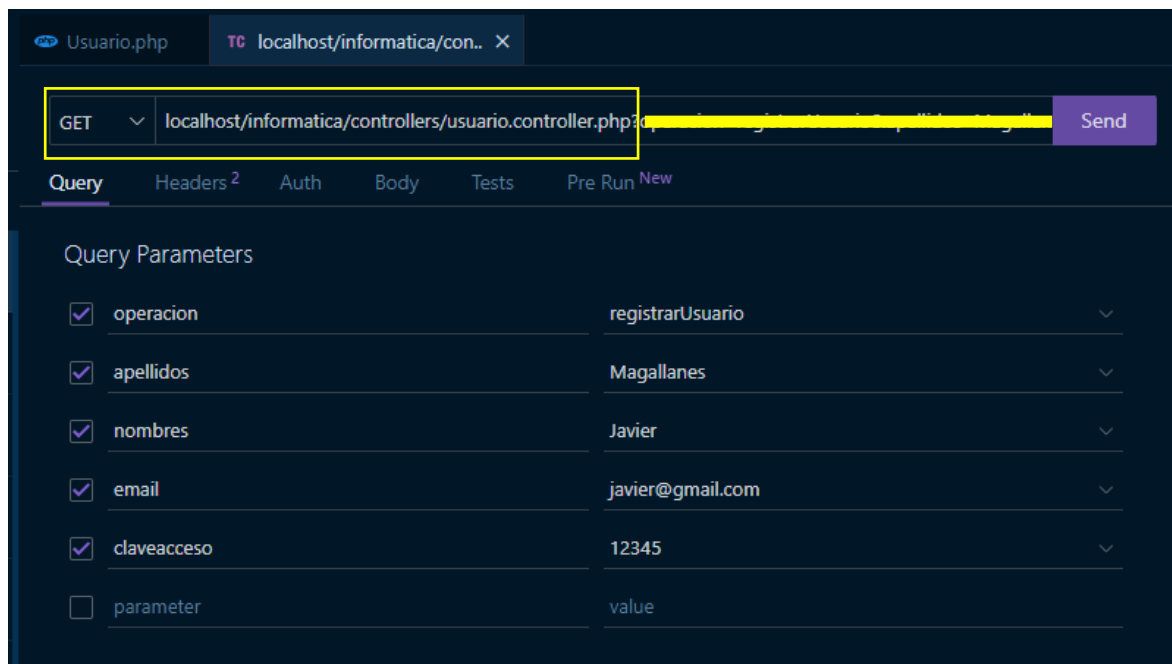 Usuario.php TC localhost/informatica/con.. ×
GET localhost/informatica/controllers/usuario.controller.php? Send
Query Headers 2 Auth Body Tests Pre Run New
Query Parameters
operacion registrarUsuario
apellidos Magallanes
nombres Javier
email javier@gmail.com
claveacceso 12345
parameter value